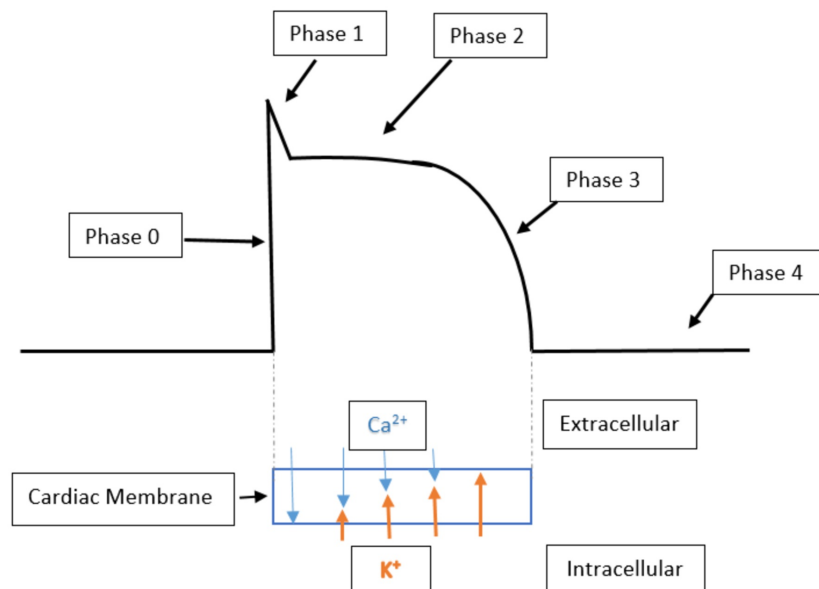 Phase 1
Phase 2
Phase 3
Phase 0
Phase 4
Ca²⁺
Extracellular
Cardiac Membrane
K⁺
Intracellular